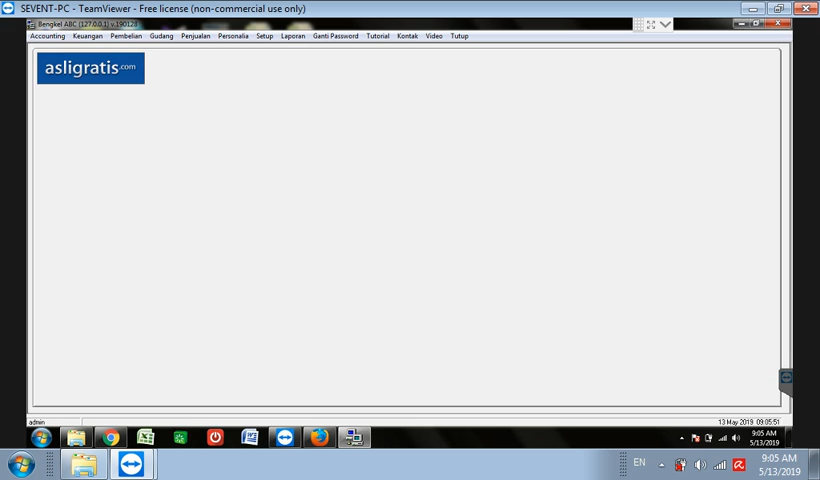 SEVENT-PC - TeamViewer - Free license (non-commercial use only)
Bengkel ABC (127.0.0.1) v.190128
Accounting Keuangan Pembelian Gudang Penjualan Personalia Setup Laporan Ganti Password Tutorial Kontak Video Tutup
asligratis.com
admin
13 May 2019 09:05:51
9:05 AM
5/13/2019
EN
9:05 AM
5/13/2019